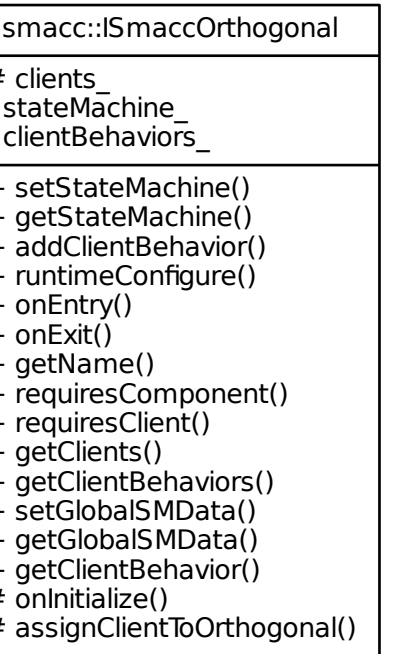 smacc::ISmaccOrthogonal
# clients_
stateMachine_
clientBehaviors_
+ setStateMachine()
+ getStateMachine()
+ addClientBehavior()
+ runtimeConfigure()
+ onEntry()
+ onExit()
+ getName()
+ requiresComponent()
+ requiresClient()
+ getClients()
+ getClientBehaviors()
+ setGlobalSMData()
+ getGlobalSMData()
+ getClientBehavior()
# onInitialize()
# assignClientToOrthogonal()